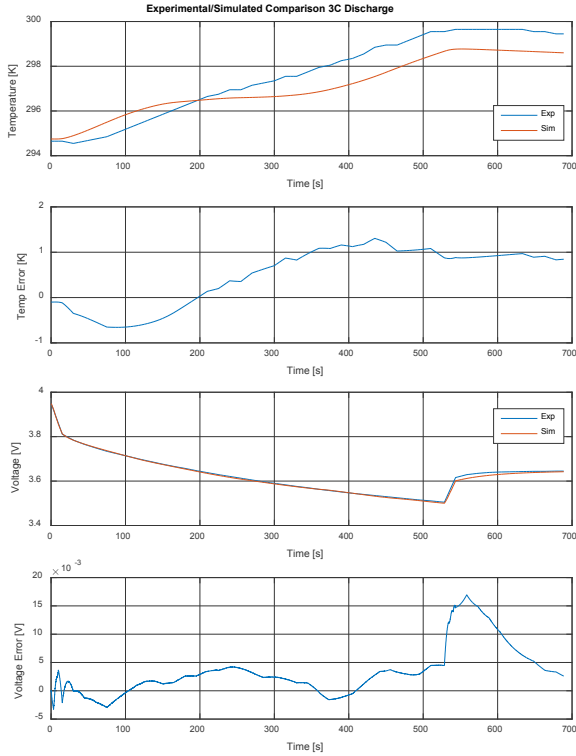 Experimental/Simulated Comparison 3C Discharge
300
298
296
294
Temperature [K]
Exp
Sim
0 100 200 300 400 500 600 700
Time [s]
2
1
0
-1
Temp Error [K]
0 100 200 300 400 500 600 700
Time [s]
4
3.8
3.6
3.4
Voltage [V]
Exp
Sim
0 100 200 300 400 500 600 700
Time [s]
× 10 -3
20
15
10
5
0
-5
Voltage Error [V]
0 100 200 300 400 500 600 700
Time [s]